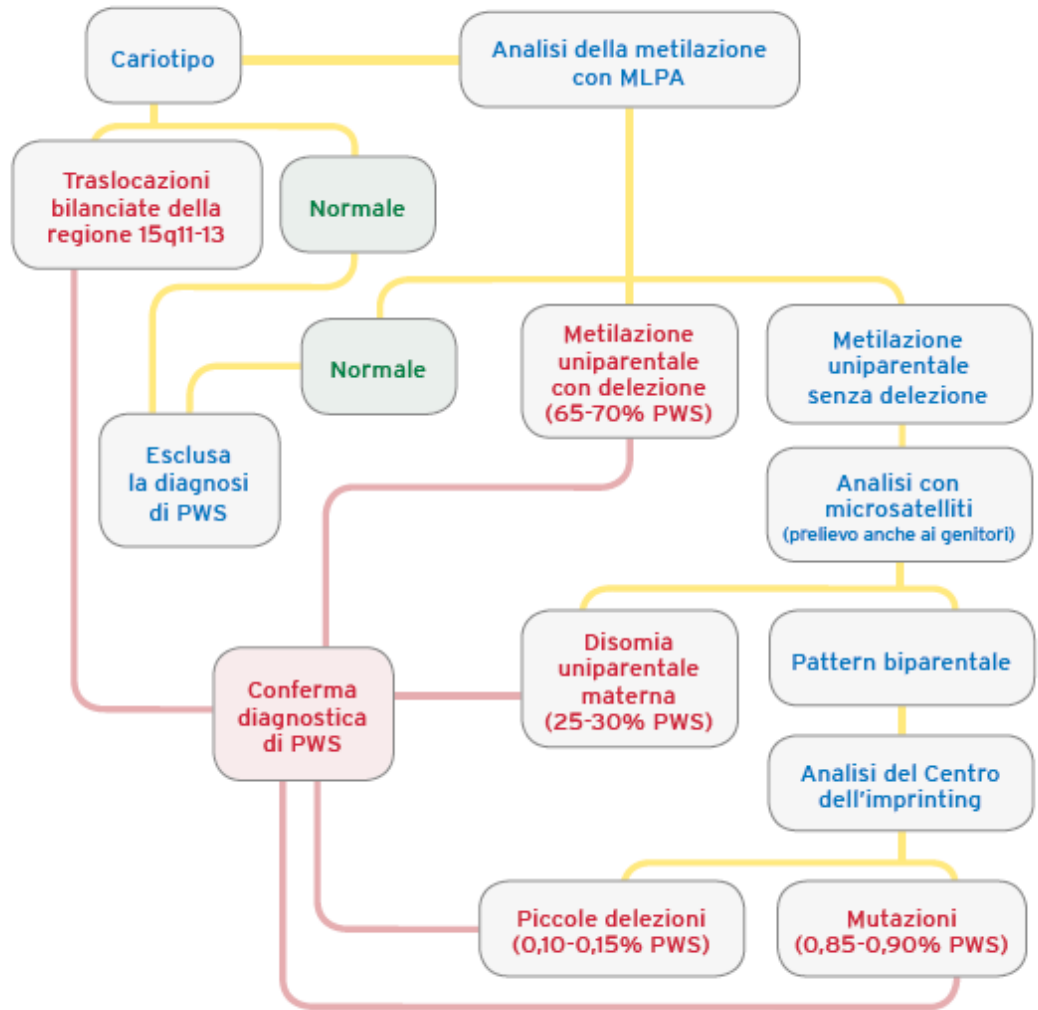 Cariotipo
Analisi della metilazione
con MLPA
Traslocazioni
bilanciate della
regione 15q11-13
Normale
Normale
Metilazione
uniparentale
con delezione
(65-70% PWS)
Metilazione
uniparentale
senza delezione
Esclusa
la diagnosi
di PWS
Analisi con
microsatelliti
(prelievo anche ai genitori)
Disomia
uniparentale
materna
(25-30% PWS)
Pattern biparentale
Conferma
diagnostica
di PWS
Analisi del Centro
dell'imprinting
Piccole delezioni
(0,10-0,15% PWS)
Mutazioni
(0,85-0,90% PWS)